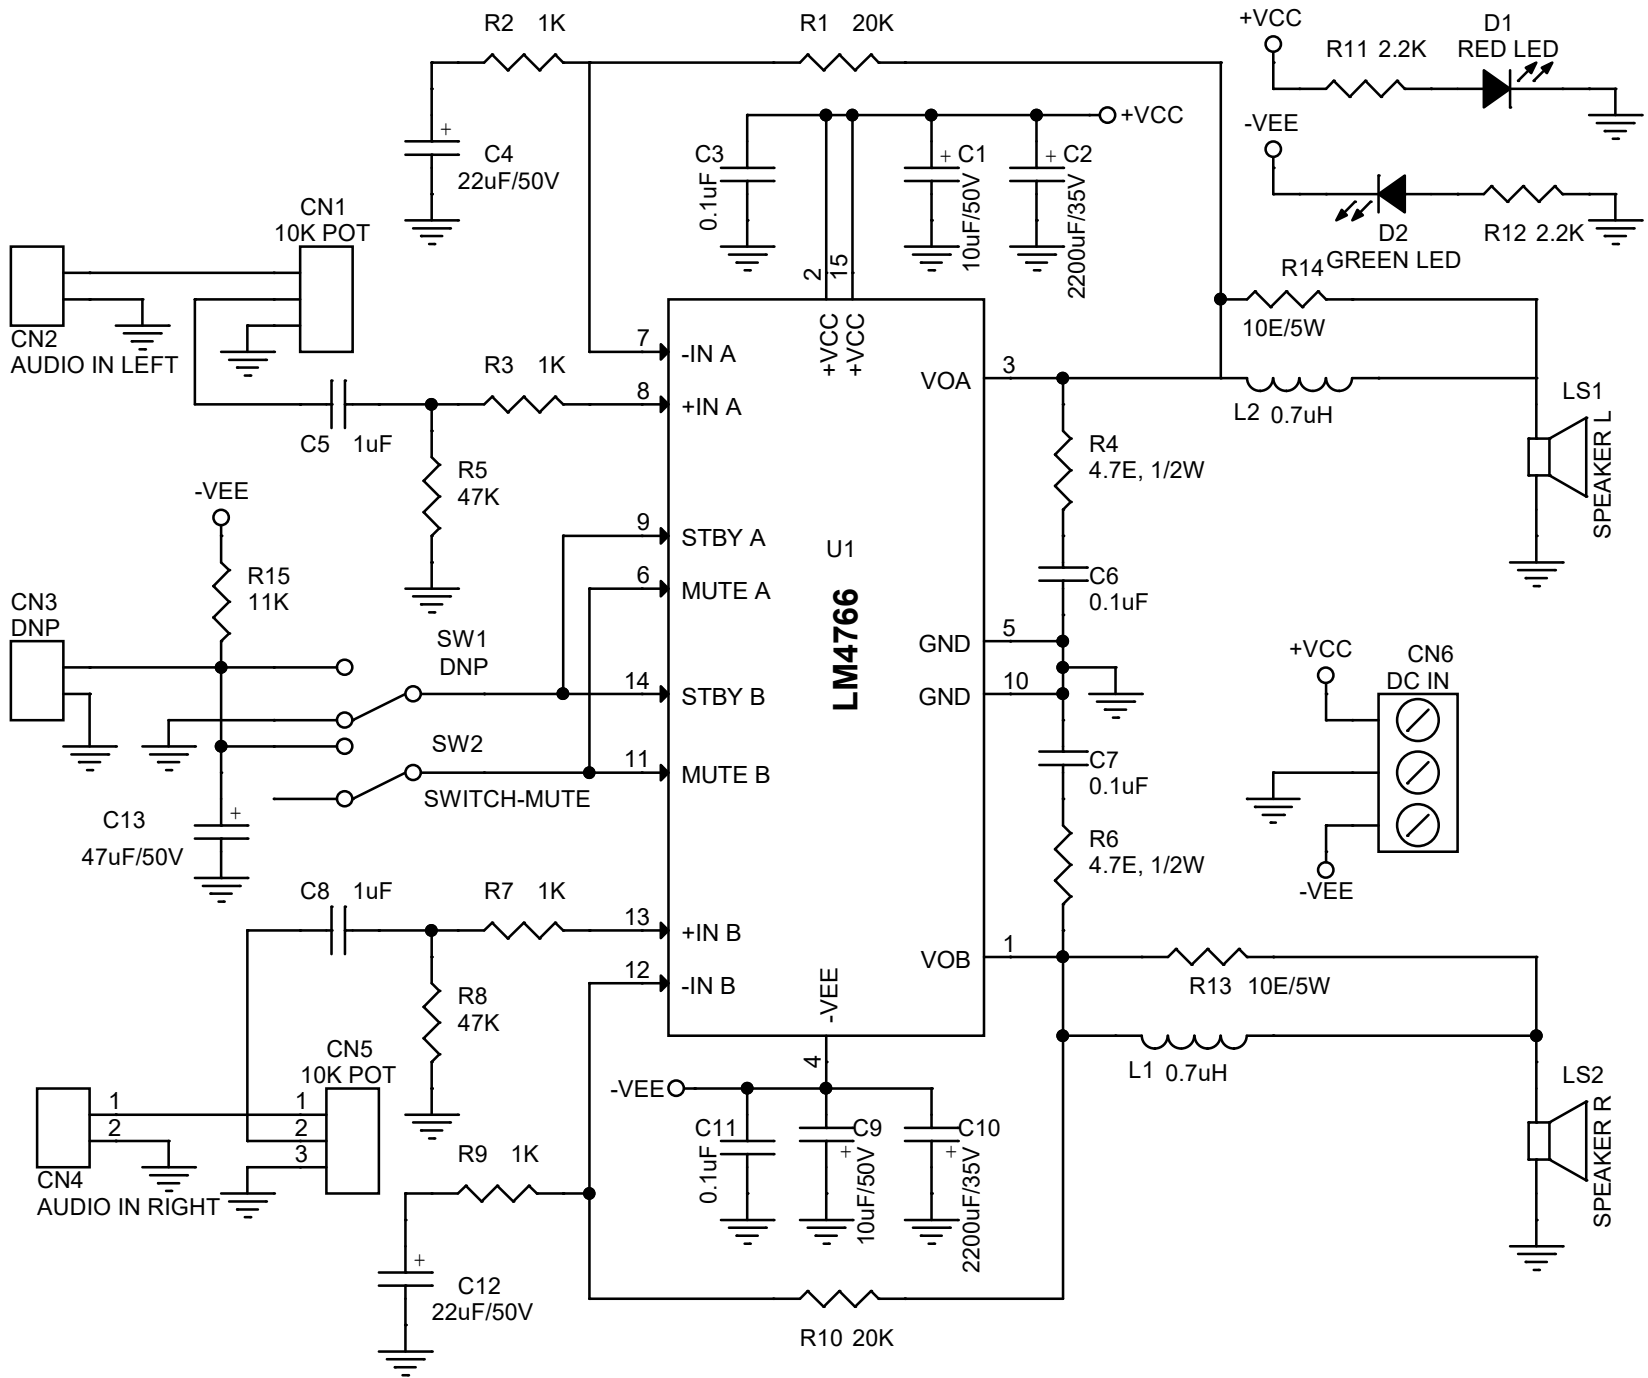 R2 1K
R1 20K
+VCC
D1
RED LED
R11 2.2K
-VEE
D2
GREEN LED
R12 2.2K
+
C4
22uF/50V
C3
0.1uF
+VCC
+ C1
10uF/50V
+ C2
2200uF/35V
CN1
10K POT
CN2
AUDIO IN LEFT
2
15
+VCC
+VCC
R14
10E/5W
7
-IN A
R3 1K
8
+IN A
C5 1uF
R5
47K
3
VOA
L2 0.7uH
LS1
SPEAKER L
R4
4.7E, 1/2W
-VEE
R15
11K
9
STBY A
6
MUTE A
U1
LM4766
C6
0.1uF
CN3
DNP
SW1
DNP
14
STBY B
5
GND
10
GND
+VCC
CN6
DC IN
-VEE
SW2
SWITCH-MUTE
11
MUTE B
C7
0.1uF
C13
+
47uF/50V
R6
4.7E, 1/2W
C8 1uF
R7 1K
13
+IN B
12
-IN B
R8
47K
1
VOB
R13 10E/5W
-VEE
4
L1 0.7uH
LS2
SPEAKER R
CN5
10K POT
1
2
1
2
3
CN4
AUDIO IN RIGHT
-VEE
C11
0.1uF
C9
+
10uF/50V
C10
+
2200uF/35V
R9 1K
+
C12
22uF/50V
R10 20K